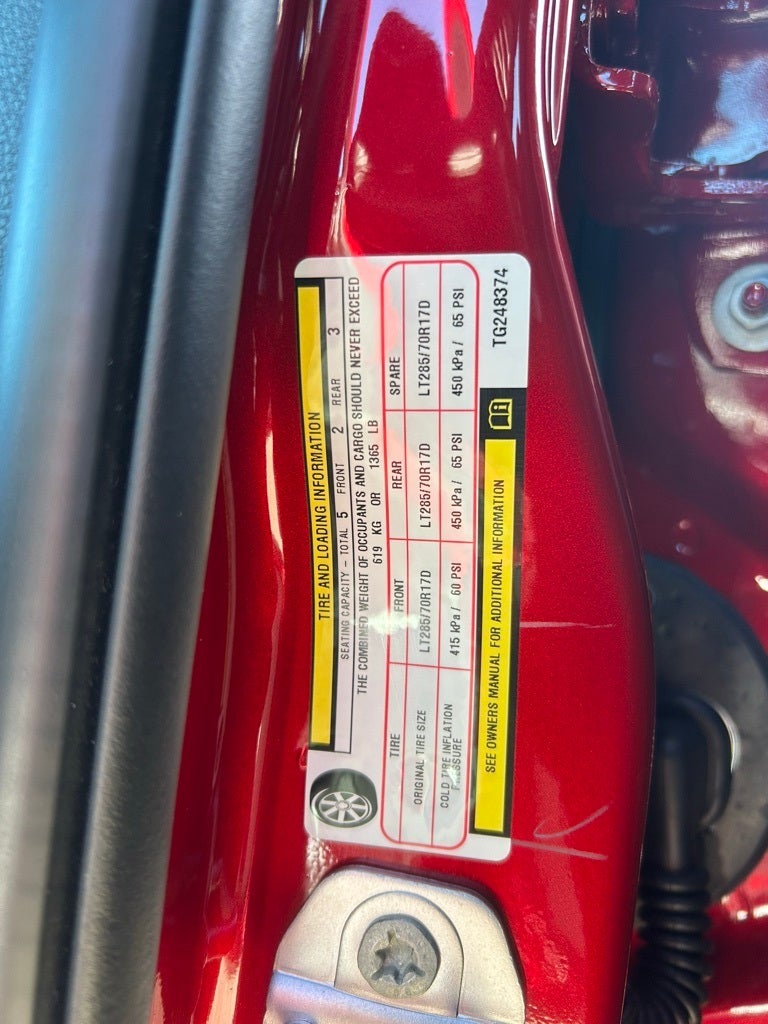 TIRE AND LOADING INFORMATION
SEATING CAPACITY - TOTAL 5 FRONT 2 REAR 3
THE COMBINED WEIGHT OF OCCUPANTS AND CARGO SHOULD NEVER EXCEED
619 KG OR 1365 LB
TIRE FRONT REAR SPARE
ORIGINAL TIRE SIZE LT285/70R17D LT285/70R17D LT285/70R17D
COLD TIRE INFLATION PRESSURE 415 kPa / 60 PSI 450 kPa / 65 PSI 450 kPa / 65 PSI
SEE OWNERS MANUAL FOR ADDITIONAL INFORMATION
TG248374